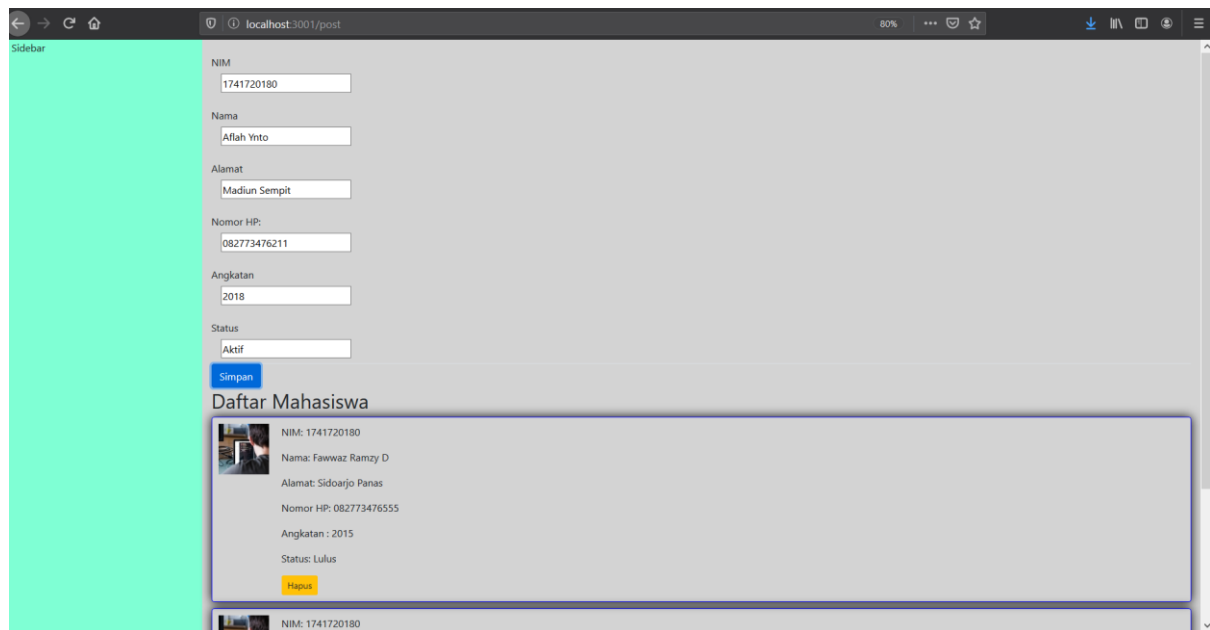 localhost:3001/post
80%
Sidebar
NIM
1741720180
Nama
Aflah Ynto
Alamat
Madiun Sempit
Nomor HP:
082773476211
Angkatan
2018
Status
Aktif
Simpan
Daftar Mahasiswa
NIM: 1741720180
Nama: Fawwaz Ramzy D
Alamat: Sidoarjo Panas
Nomor HP: 082773476555
Angkatan : 2015
Status: Lulus
Hapus
NIM: 1741720180